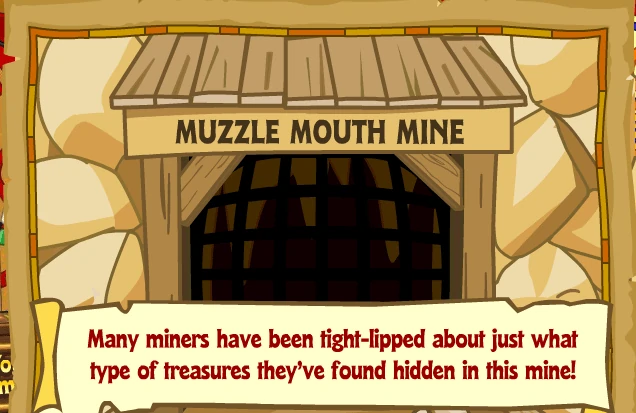 MUZZLE MOUTH MINE
Many miners have been tight-lipped about just what
type of treasures they've found hidden in this mine!